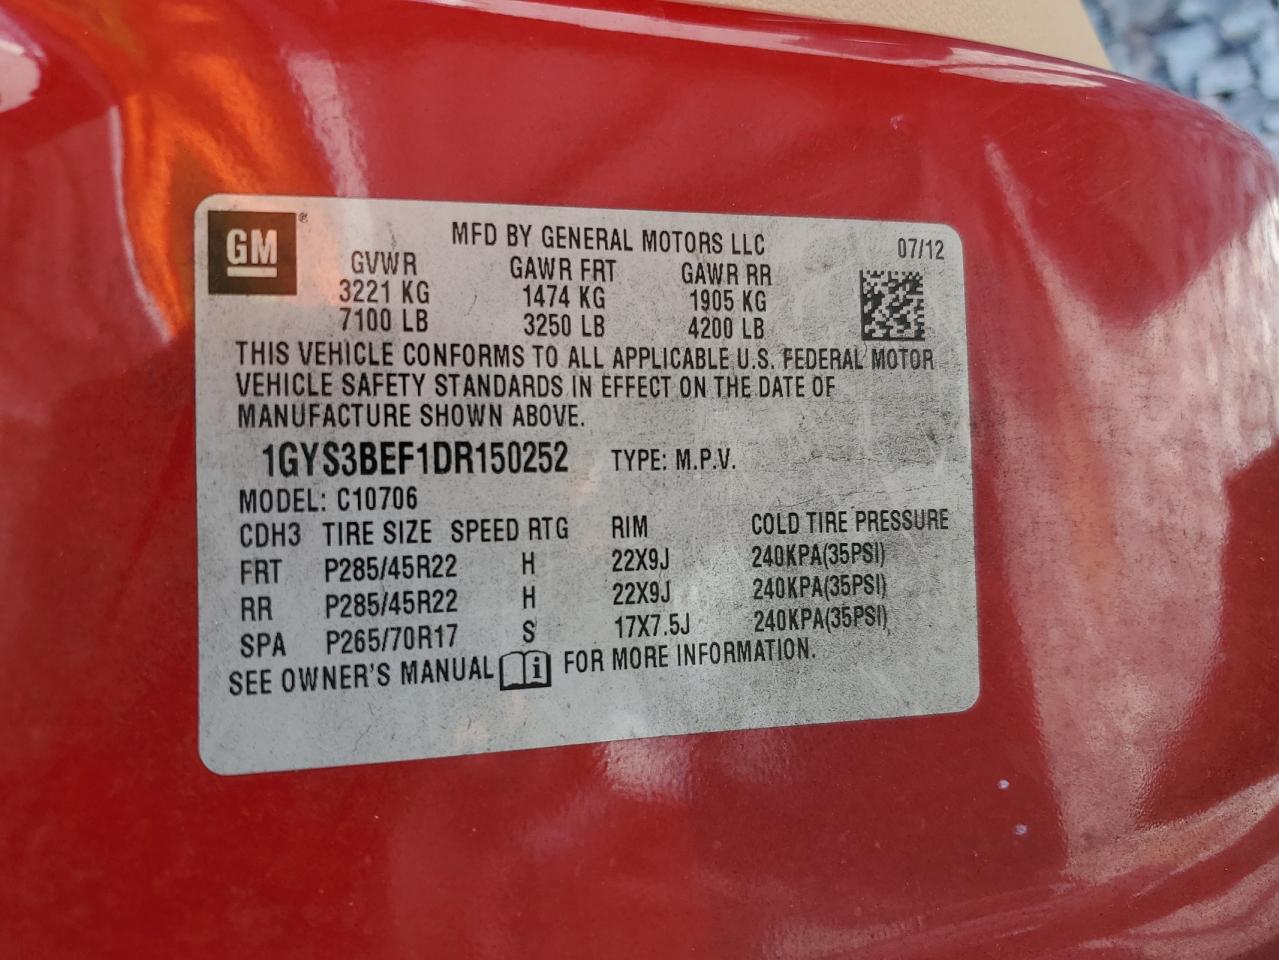 GM®
MFD BY GENERAL MOTORS LLC 07/12
GVWR GAWR FRT GAWR RR
3221 KG 1474 KG 1905 KG
7100 LB 3250 LB 4200 LB
THIS VEHICLE CONFORMS TO ALL APPLICABLE U.S. FEDERAL MOTOR
VEHICLE SAFETY STANDARDS IN EFFECT ON THE DATE OF
MANUFACTURE SHOWN ABOVE.
1GYS3BEF1DR150252 TYPE: M.P.V.
MODEL: C10706
CDH3 TIRE SIZE SPEED RTG RIM COLD TIRE PRESSURE
FRT P285/45R22 H 22X9J 240KPA(35PSI)
RR P285/45R22 H 22X9J 240KPA(35PSI)
SPA P265/70R17 S 17X7.5J 240KPA(35PSI)
SEE OWNER'S MANUAL i FOR MORE INFORMATION.